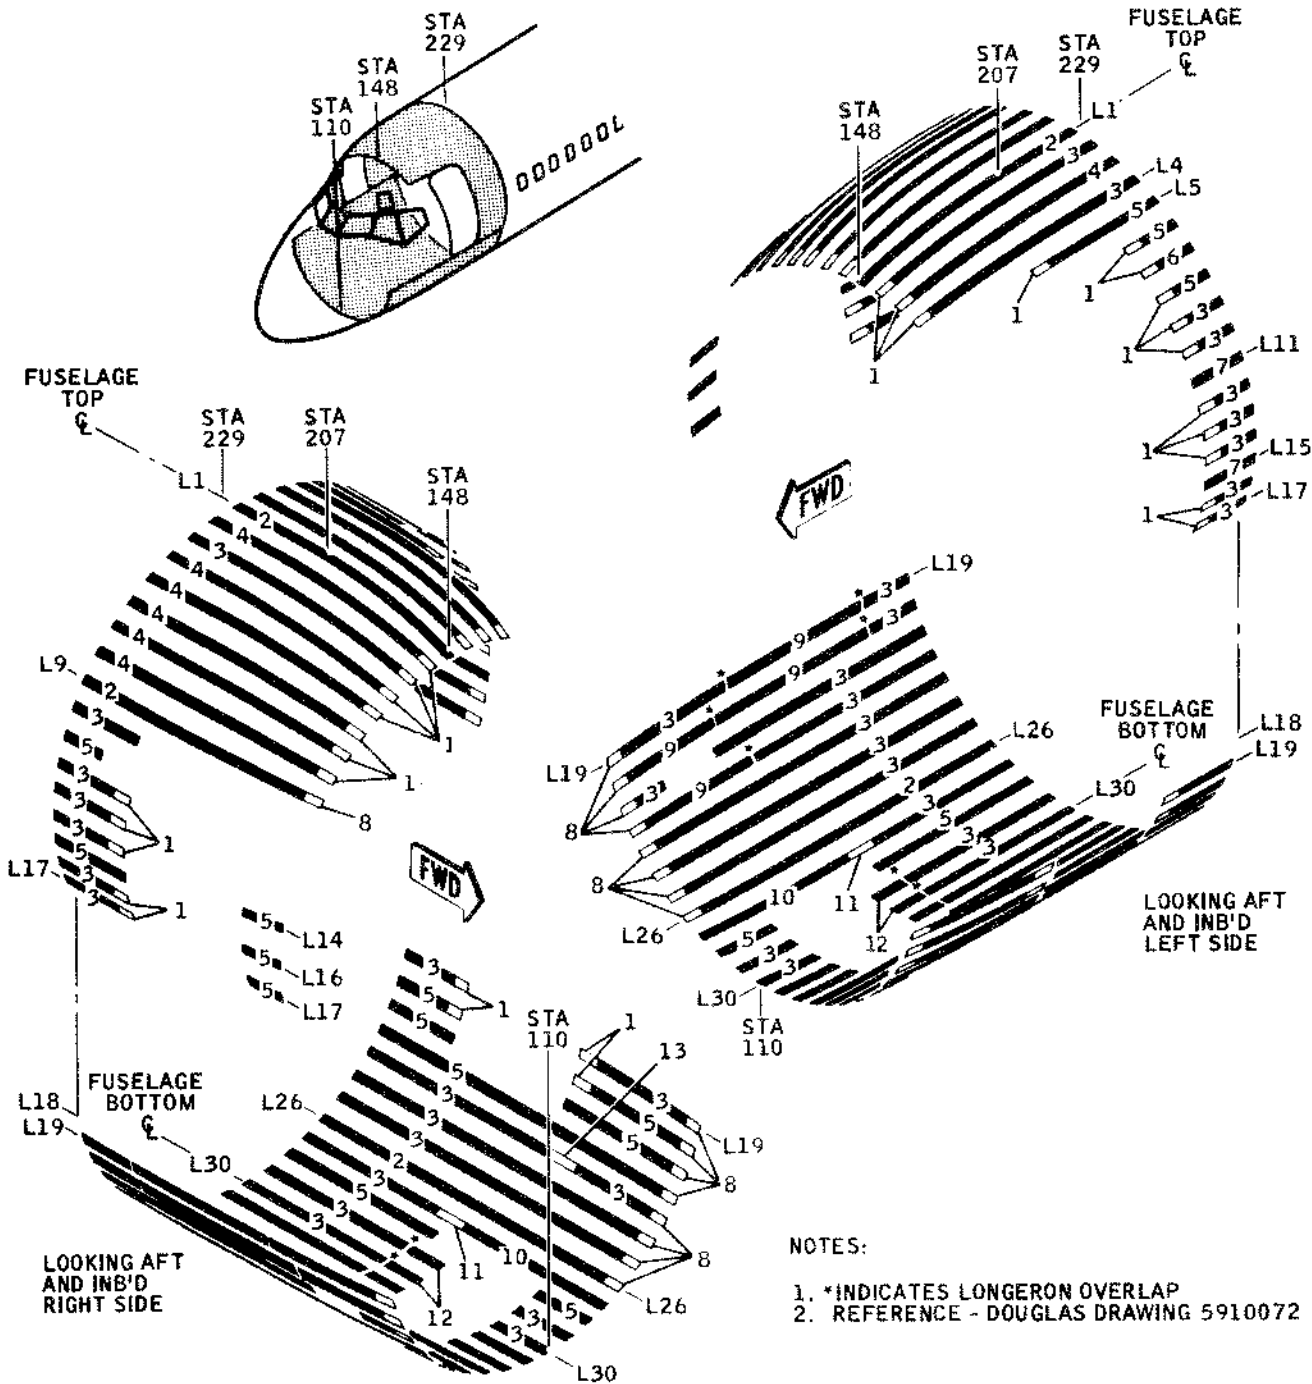 STA
229
STA
148
STA
110
FUSELAGE
TOP
℄
STA
229
STA
207
STA
148
L1
2
3
4
L4
3
L5
5
5
6
5
3
3
L11
7
3
3
3
L15
7
3
L17
3
1
1
1
1
1
1
FUSELAGE
TOP
℄
STA
229
STA
207
STA
148
L1
2
4
3
4
4
4
4
L9
2
3
5
3
3
3
5
3
L17
3
1
1
8
1
1
FWD
FWD
L19
* 3
* 3
9
*
9
*
3
3
9
*
3
3
3
3
L19
8
3
9
8
2
3
5
3
3
L26
L26
10
11
* *
12
5
3
3
L30
STA
110
L30
FUSELAGE
BOTTOM
℄
L18
L19
LOOKING AFT
AND INB'D
LEFT SIDE
5 L14
5 L16
5 L17
3
5
5
1
STA
110
1
13
5
3
3
3
3
2
3
5
3
3
3
5
5
L19
8
3
8
L26
L26
10
11
* * *
12
5
3
3
L30
L30
FUSELAGE
BOTTOM
℄
L18
L19
LOOKING AFT
AND INB'D
RIGHT SIDE
NOTES:
1. *INDICATES LONGERON OVERLAP
2. REFERENCE - DOUGLAS DRAWING 5910072